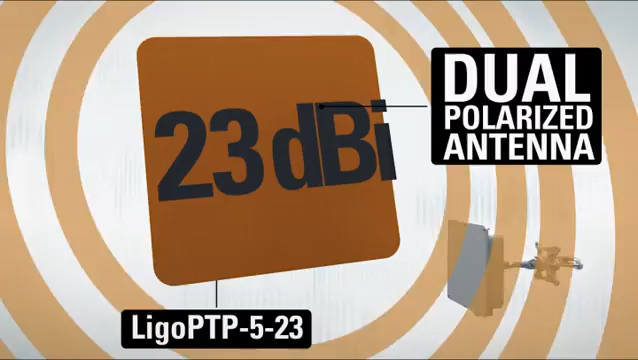 23 dBi
DUAL
POLARIZED
ANTENNA
LigoPTP-5-23